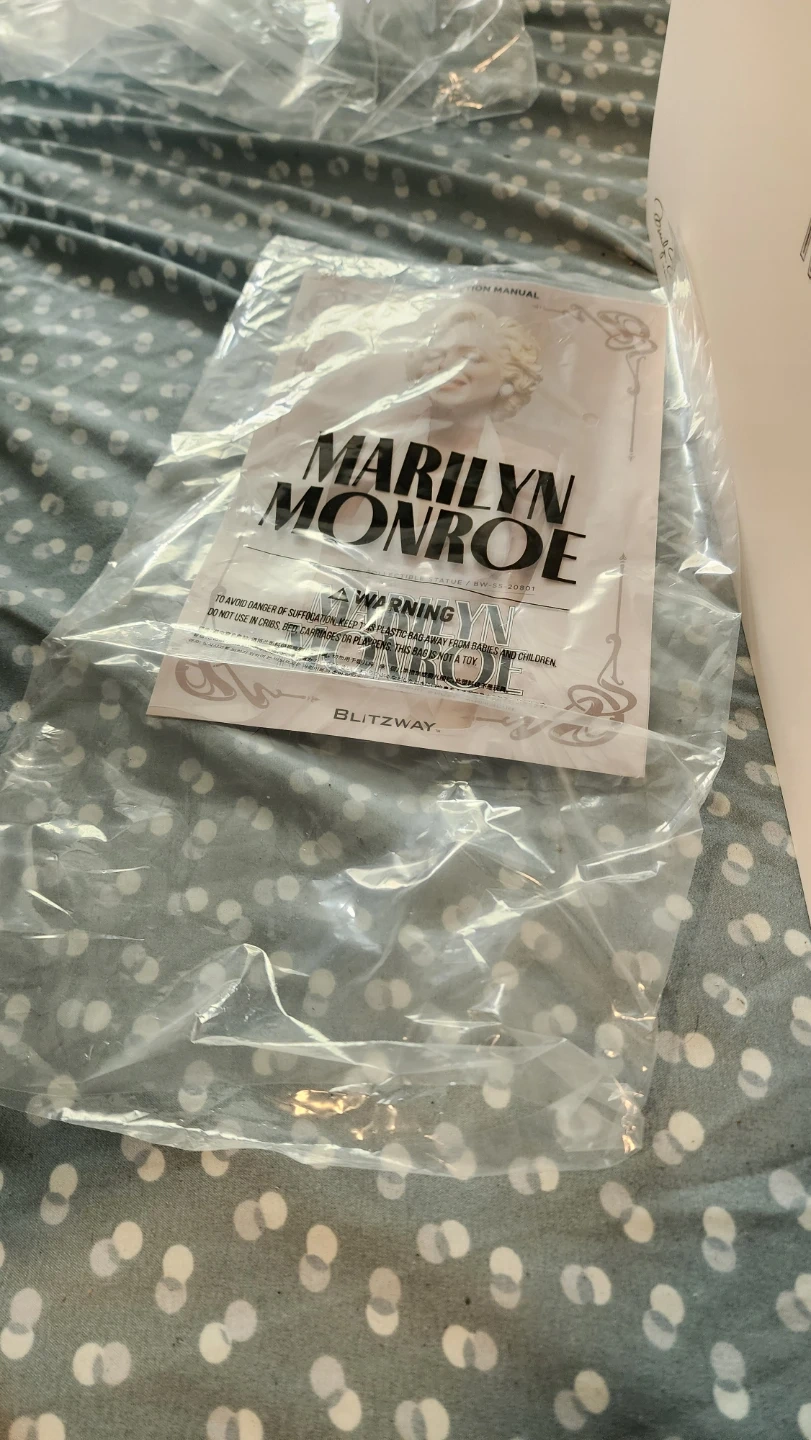 MANUAL
MARILYN
MONROE
STATUE / BW-SS-20801
WARNING
TO AVOID DANGER OF SUFFOCATION, KEEP THIS PLASTIC BAG AWAY FROM BABIES AND CHILDREN.
DO NOT USE IN CRIBS, BED, CARRIAGES OR PLAYPENS. THIS BAG IS NOT A TOY.
MARILYN
MONROE
BLITZWAY